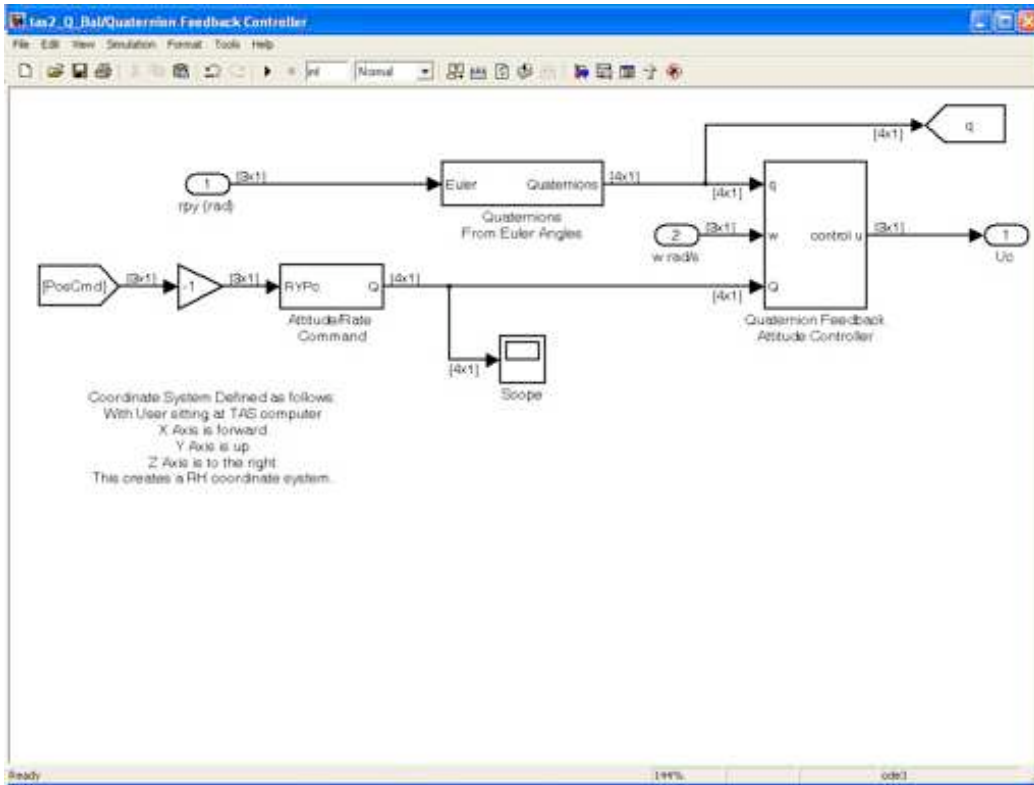 tas2_Q_Bal/Quaternion Feedback Controller
File Edit View Simulation Format Tools Help
inf Normal
[4x1] q
1 [3x1] Euler Quaternions [4x1] [4x1] q
rpy (rad)
Quaternions
From Euler Angles
2 [3x1] w control u [3x1] 1
w rad/s Uc
[PosCmd] [3x1] -1 [3x1] RYPc Q [4x1] [4x1] Q
Attitude/Rate
Command
Quaternion Feedback
Attitude Controller
[4x1]
Scope
Coordinate System Defined as follows:
With User sitting at TAS computer
X Axis is forward
Y Axis is up
Z Axis is to the right
This creates a RH coordinate system.
Ready 144% ode1